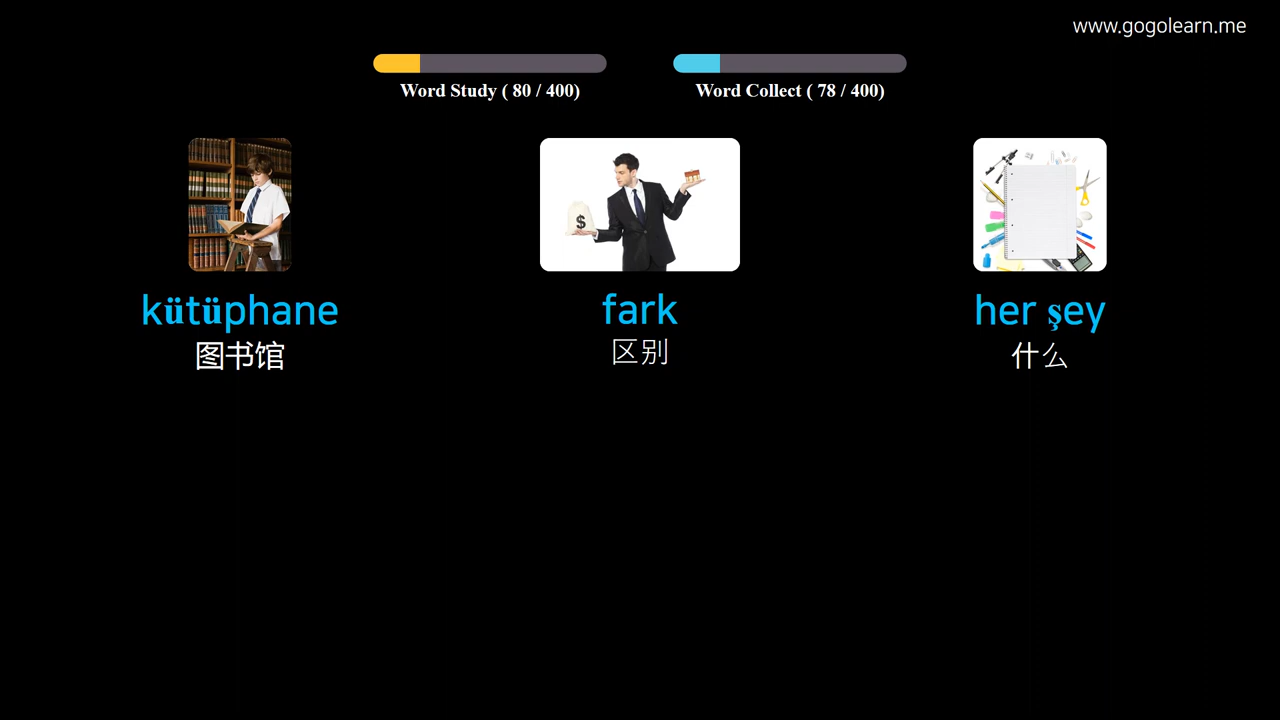 www.gogolearn.me
Word Study ( 80 / 400)
Word Collect ( 78 / 400)
$
kütüphane
图书馆
fark
区别
her şey
什么